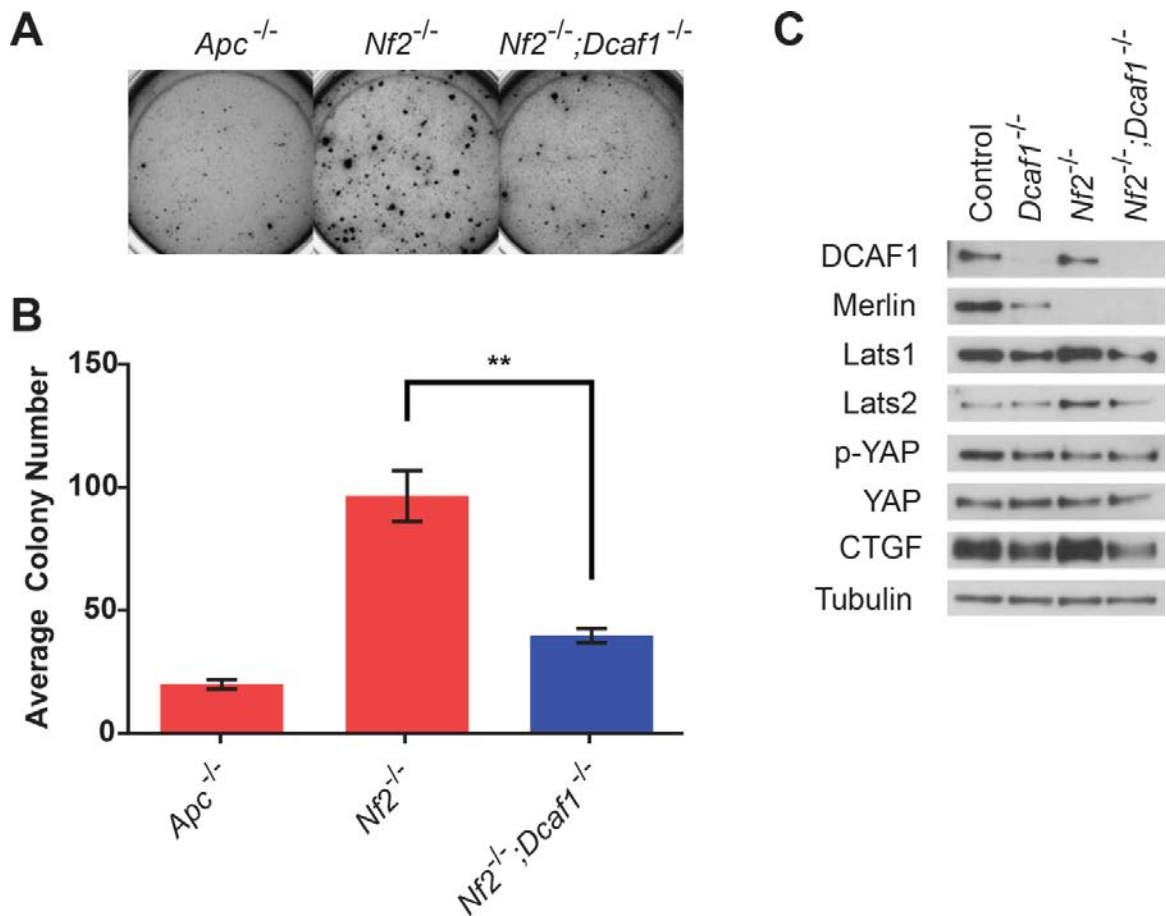 A
Apc -/-
Nf2 -/-
Nf2 -/-;Dcaf1 -/-
B
Average Colony Number
150
100
50
0
**
Apc -/-
Nf2 -/-
Nf2 -/-;Dcaf1 -/-
C
Control
Dcaf1 -/-
Nf2 -/-
Nf2 -/-;Dcaf1 -/-
DCAF1
Merlin
Lats1
Lats2
p-YAP
YAP
CTGF
Tubulin